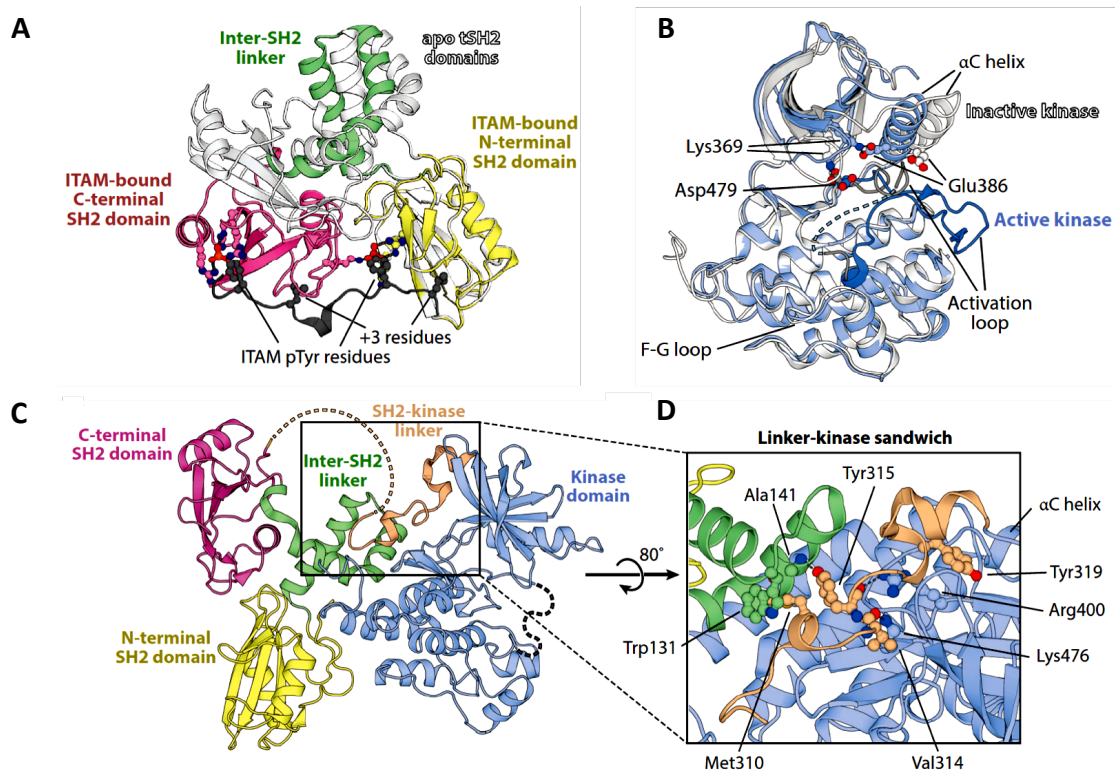 A
Inter-SH2
linker
apo tSH2
domains
ITAM-bound
N-terminal
SH2 domain
ITAM-bound
C-terminal
SH2 domain
+3 residues
ITAM pTyr residues
B
αC helix
Inactive kinase
Lys369
Asp479
Glu386
Active kinase
Activation
loop
F-G loop
C
SH2-kinase
linker
C-terminal
SH2 domain
Inter-SH2
linker
Kinase
domain
N-terminal
SH2 domain
80°
D
Linker-kinase sandwich
Tyr315
Ala141
αC helix
Tyr319
Arg400
Trp131
Lys476
Met310
Val314